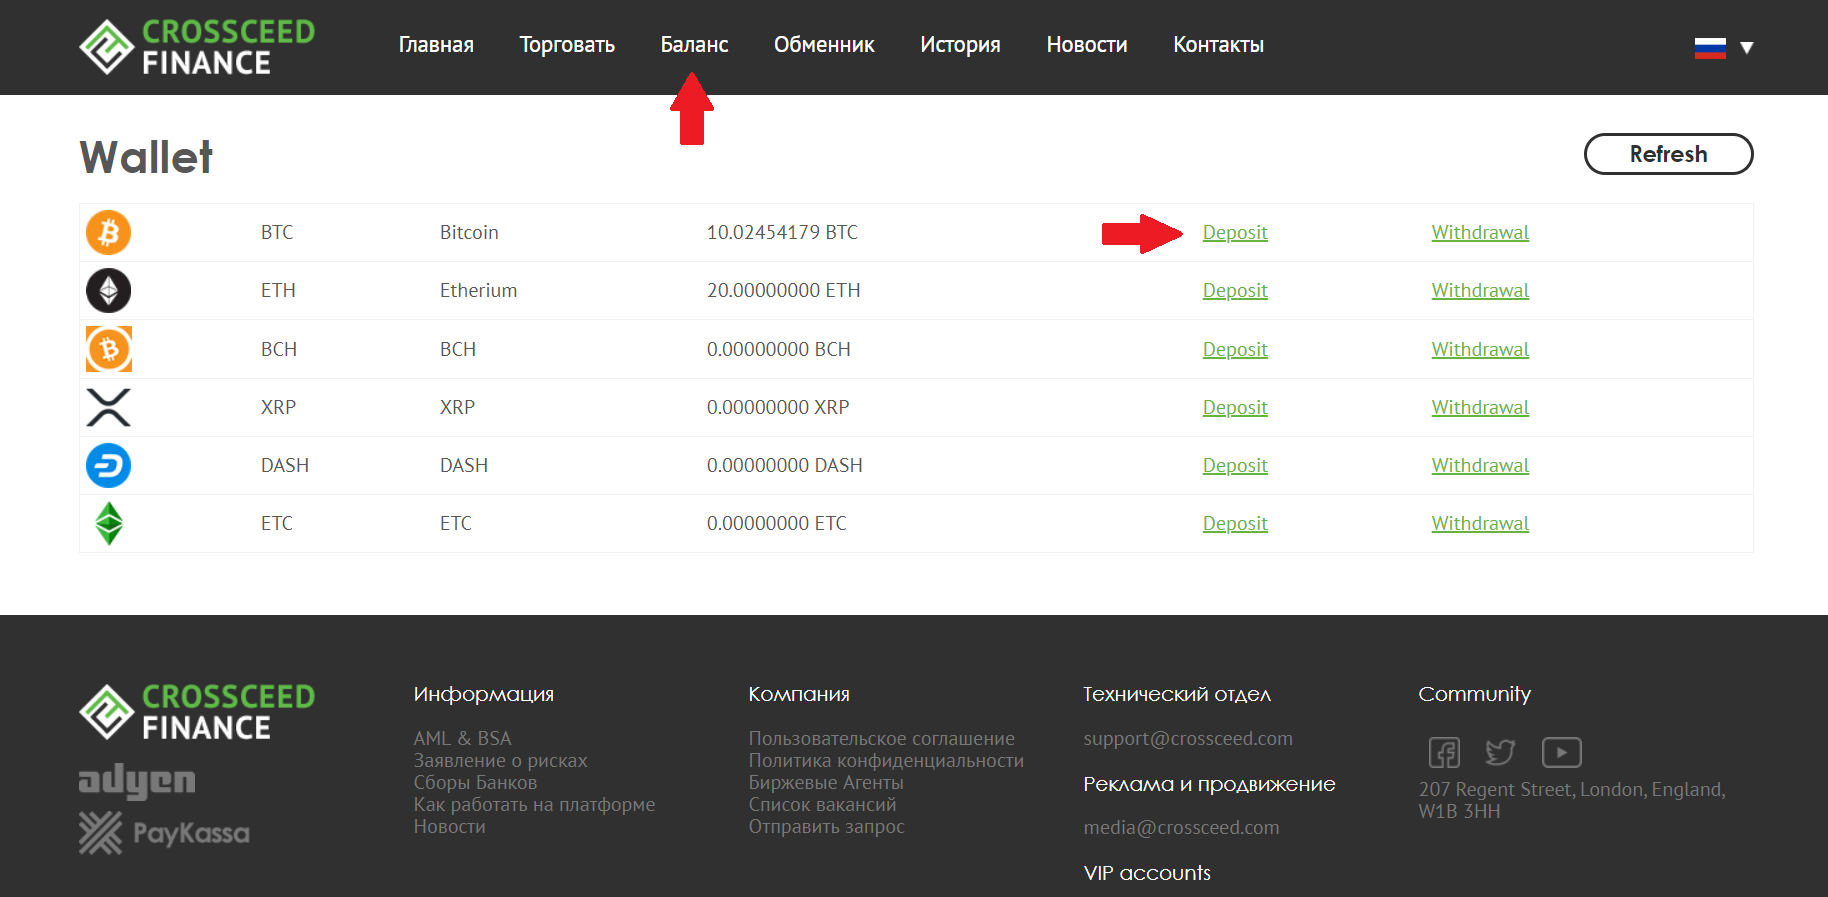 CROSSCEED
FINANCE
Главная Торговать Баланс Обменник История Новости Контакты
Wallet
Refresh
BTC Bitcoin 10.02454179 BTC Deposit Withdrawal
ETH Etherium 20.00000000 ETH Deposit Withdrawal
BCH BCH 0.00000000 BCH Deposit Withdrawal
XRP XRP 0.00000000 XRP Deposit Withdrawal
DASH DASH 0.00000000 DASH Deposit Withdrawal
ETC ETC 0.00000000 ETC Deposit Withdrawal
CROSSCEED
FINANCE
adyen
PayKassa
Информация
AML & BSA
Заявление о рисках
Сборы Банков
Как работать на платформе
Новости
Компания
Пользовательское соглашение
Политика конфиденциальности
Биржевые Агенты
Список вакансий
Отправить запрос
Технический отдел
support@crossceed.com
Реклама и продвижение
media@crossceed.com
VIP accounts
Community
207 Regent Street, London, England,
W1B 3HH